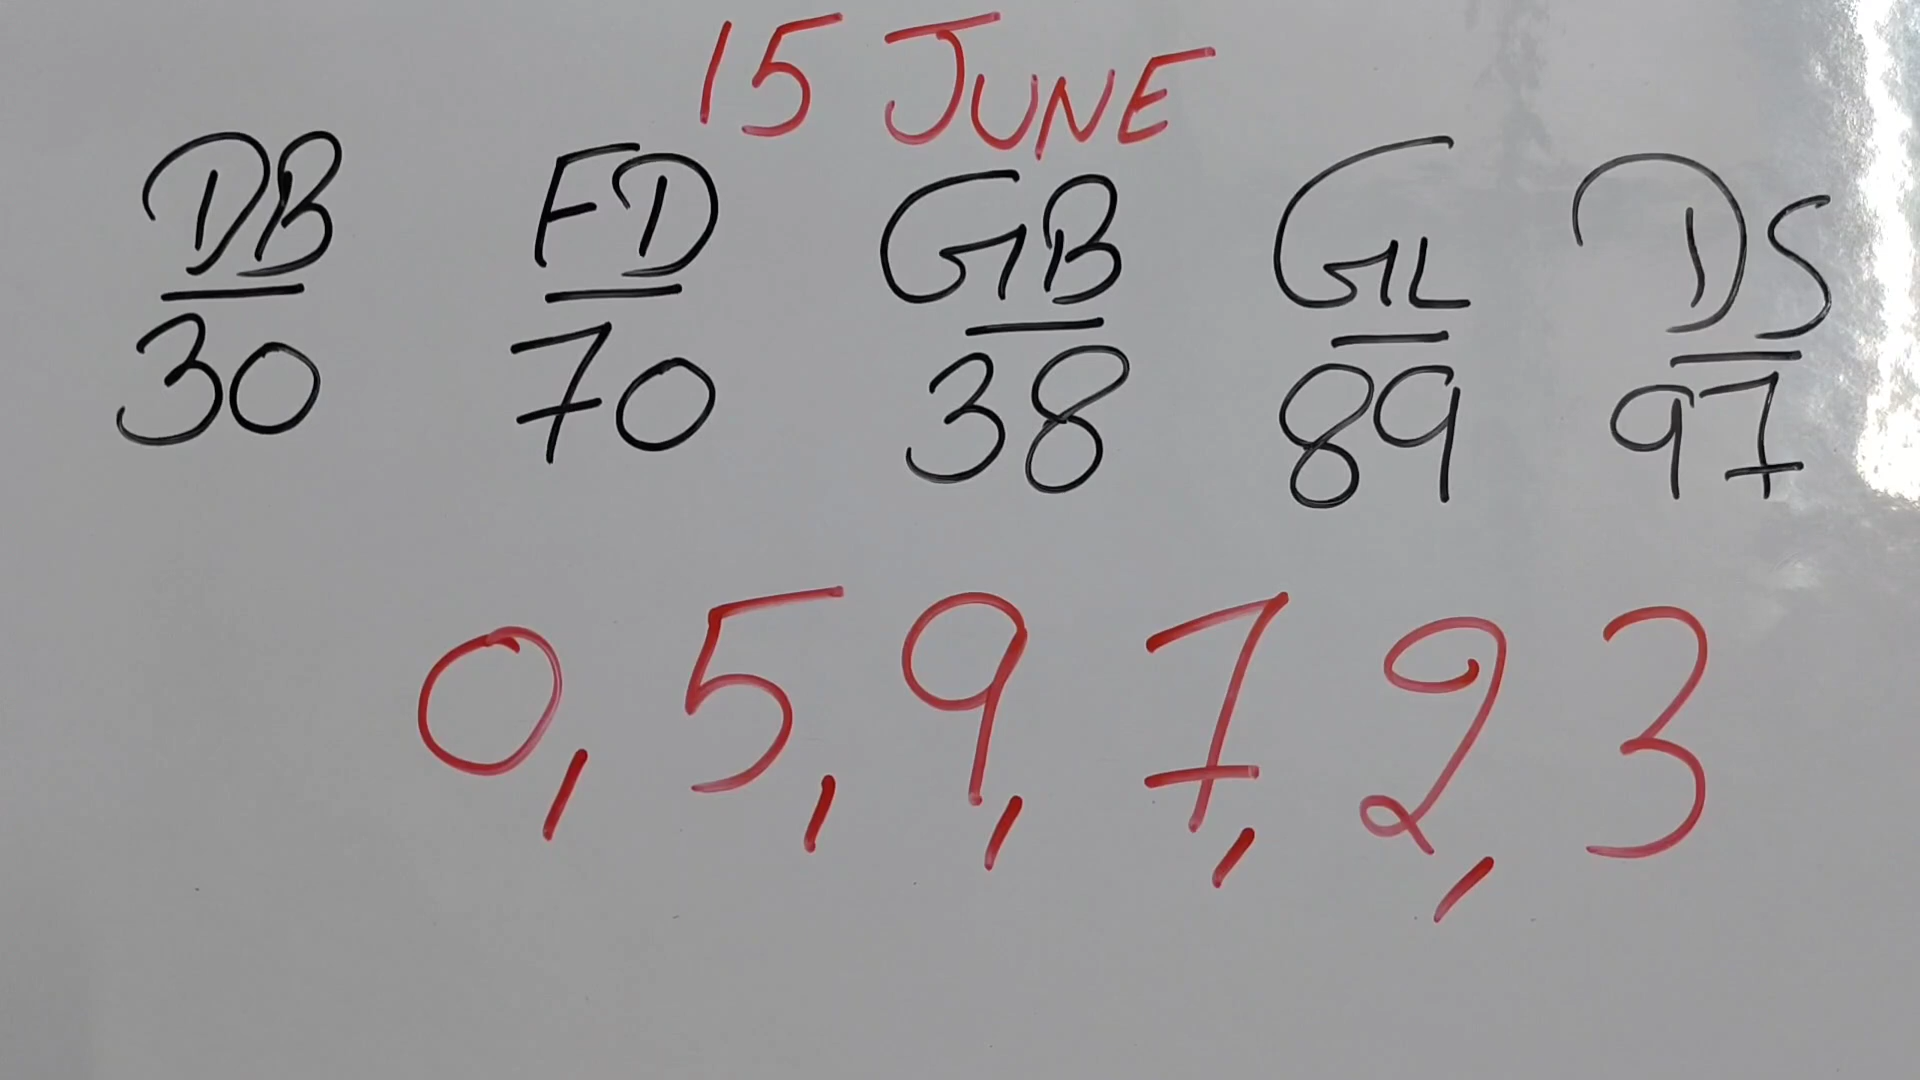 15 JUNE
DB FD GB GL DS
30 70 38 89 97
0, 5, 9, 7, 2, 3